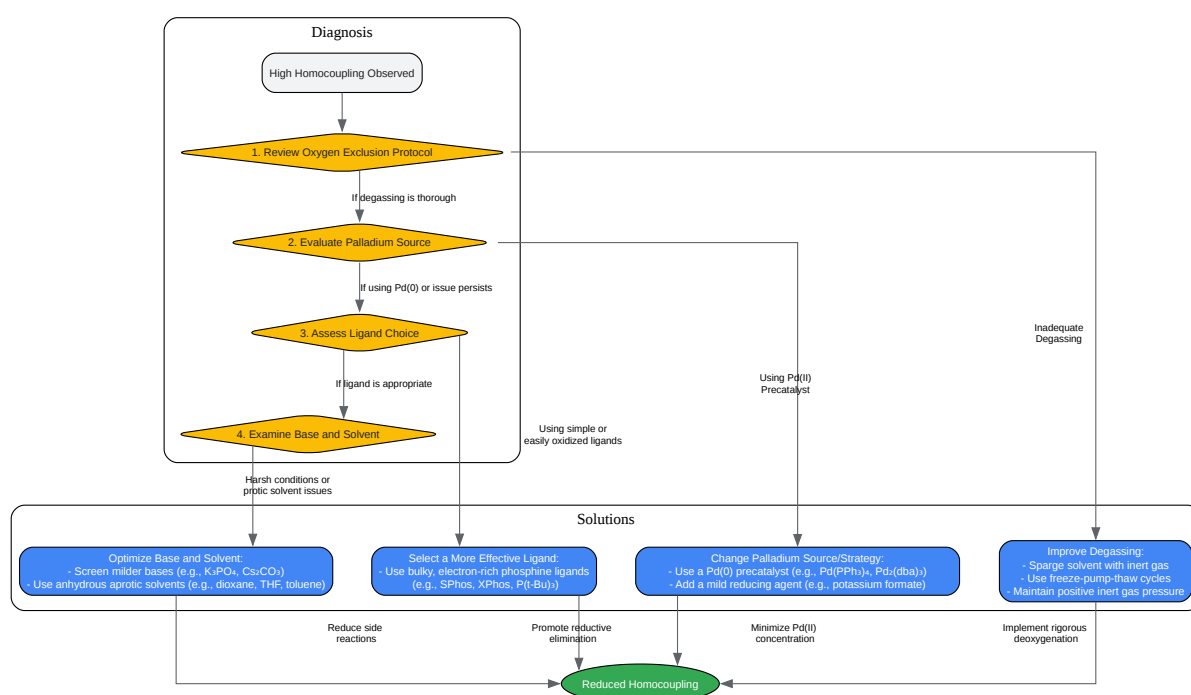 Diagnosis
High Homocoupling Observed
1. Review Oxygen Exclusion Protocol
If degassing is thorough
2. Evaluate Palladium Source
If using Pd(0) or issue persists
3. Assess Ligand Choice
Inadequate
Degassing
If ligand is appropriate
Using Pd(II)
Precatalyst
4. Examine Base and Solvent
Using simple or
easily oxidized ligands
Harsh conditions or
protic solvent issues
Solutions
Optimize Base and Solvent:
- Screen milder bases (e.g., K₃PO₄, Cs₂CO₃)
- Use anhydrous aprotic solvents (e.g., dioxane, THF, toluene)
Select a More Effective Ligand:
- Use bulky, electron-rich phosphine ligands
(e.g., SPhos, XPhos, P(t-Bu)₃)
Change Palladium Source/Strategy:
- Use a Pd(0) precatalyst (e.g., Pd(PPh₃)₄, Pd₂(dba)₃)
- Add a mild reducing agent (e.g., potassium formate)
Improve Degassing:
- Sparge solvent with inert gas
- Use freeze-pump-thaw cycles
- Maintain positive inert gas pressure
Reduce side
reactions
Promote reductive
elimination
Minimize Pd(II)
concentration
Implement rigorous
deoxygenation
Reduced Homocoupling